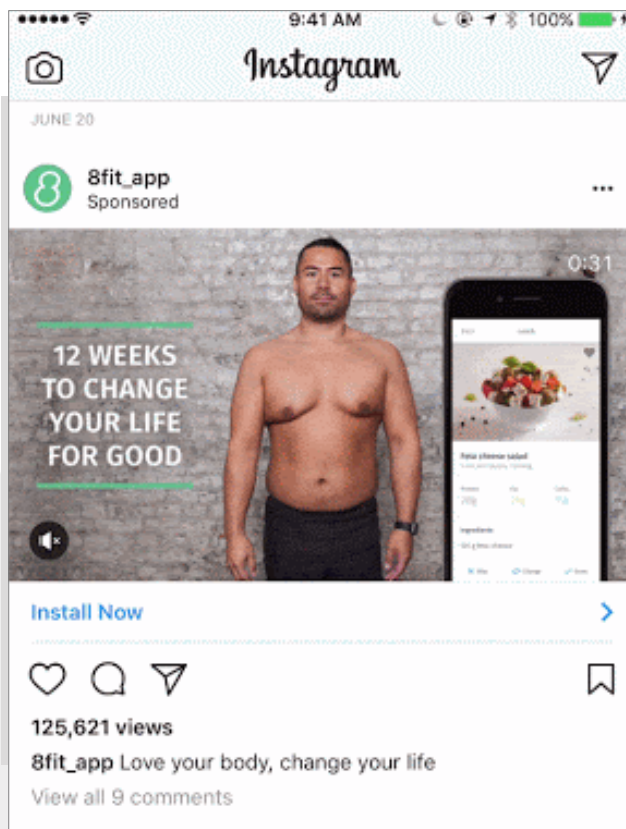 9:41 AM
100%
Instagram
JUNE 20
8fit_app
Sponsored
0:31
12 WEEKS
TO CHANGE
YOUR LIFE
FOR GOOD
Feta cheese salad
Ingredients
Install Now
125,621 views
8fit_app Love your body, change your life
View all 9 comments